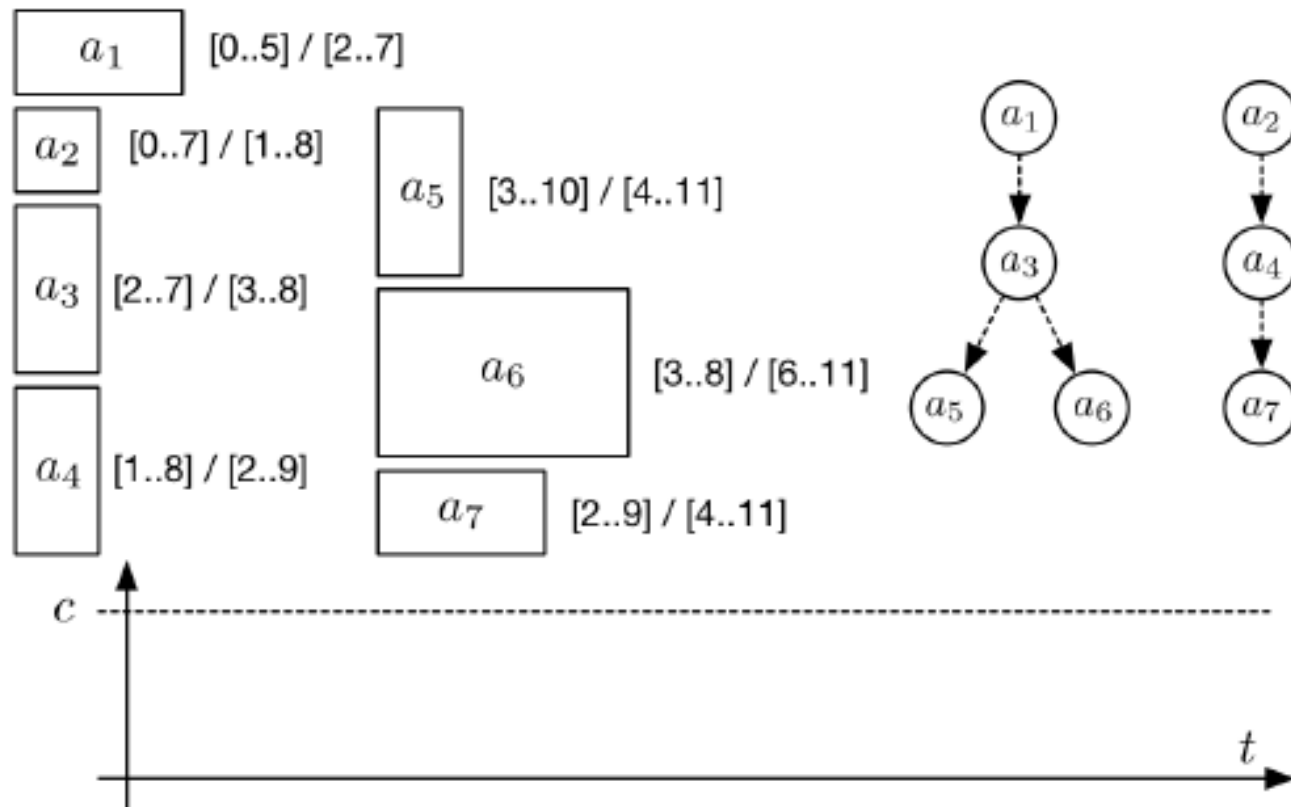 a₁ [0..5] / [2..7]
a₂ [0..7] / [1..8]
a₃ [2..7] / [3..8]
a₄ [1..8] / [2..9]
a₅ [3..10] / [4..11]
a₆ [3..8] / [6..11]
a₇ [2..9] / [4..11]
a₁
a₃
a₅ a₆
a₂
a₄
a₇
c
t